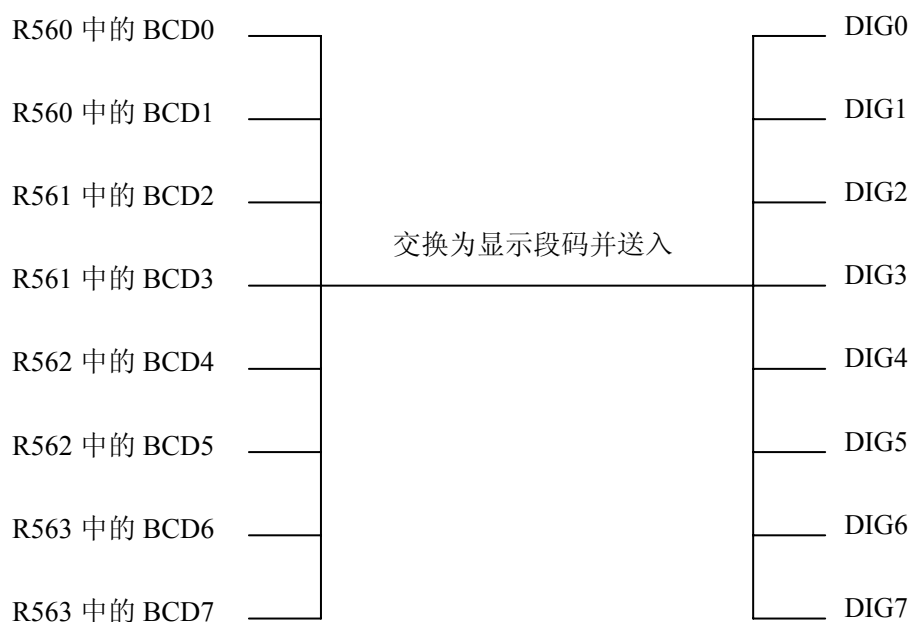 R560 中的 BCD0 DIG0
R560 中的 BCD1 DIG1
R561 中的 BCD2 DIG2
交换为显示段码并送入
R561 中的 BCD3 DIG3
R562 中的 BCD4 DIG4
R562 中的 BCD5 DIG5
R563 中的 BCD6 DIG6
R563 中的 BCD7 DIG7